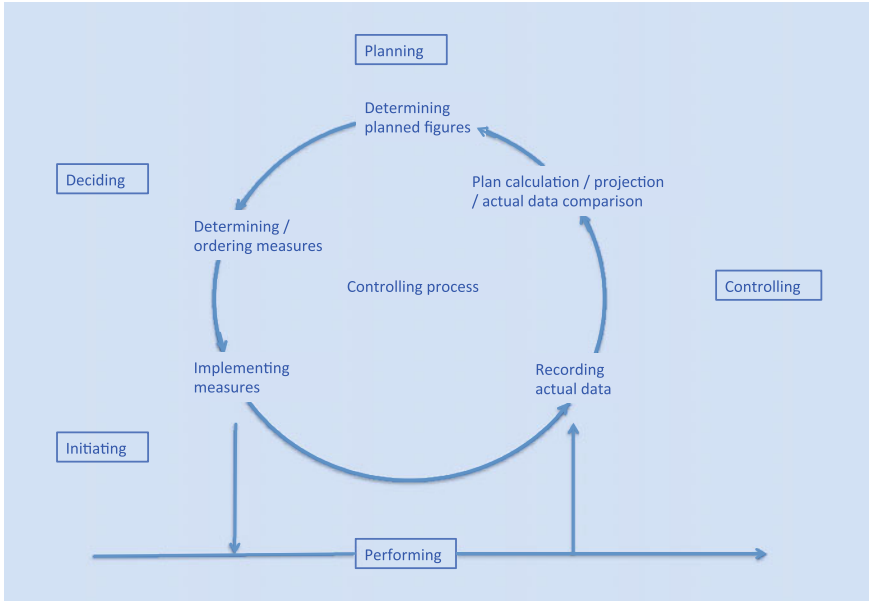 Planning
Determining
planned figures
Deciding
Plan calculation / projection
/ actual data comparison
Determining /
ordering measures
Controlling process
Controlling
Implementing
measures
Recording
actual data
Initiating
Performing